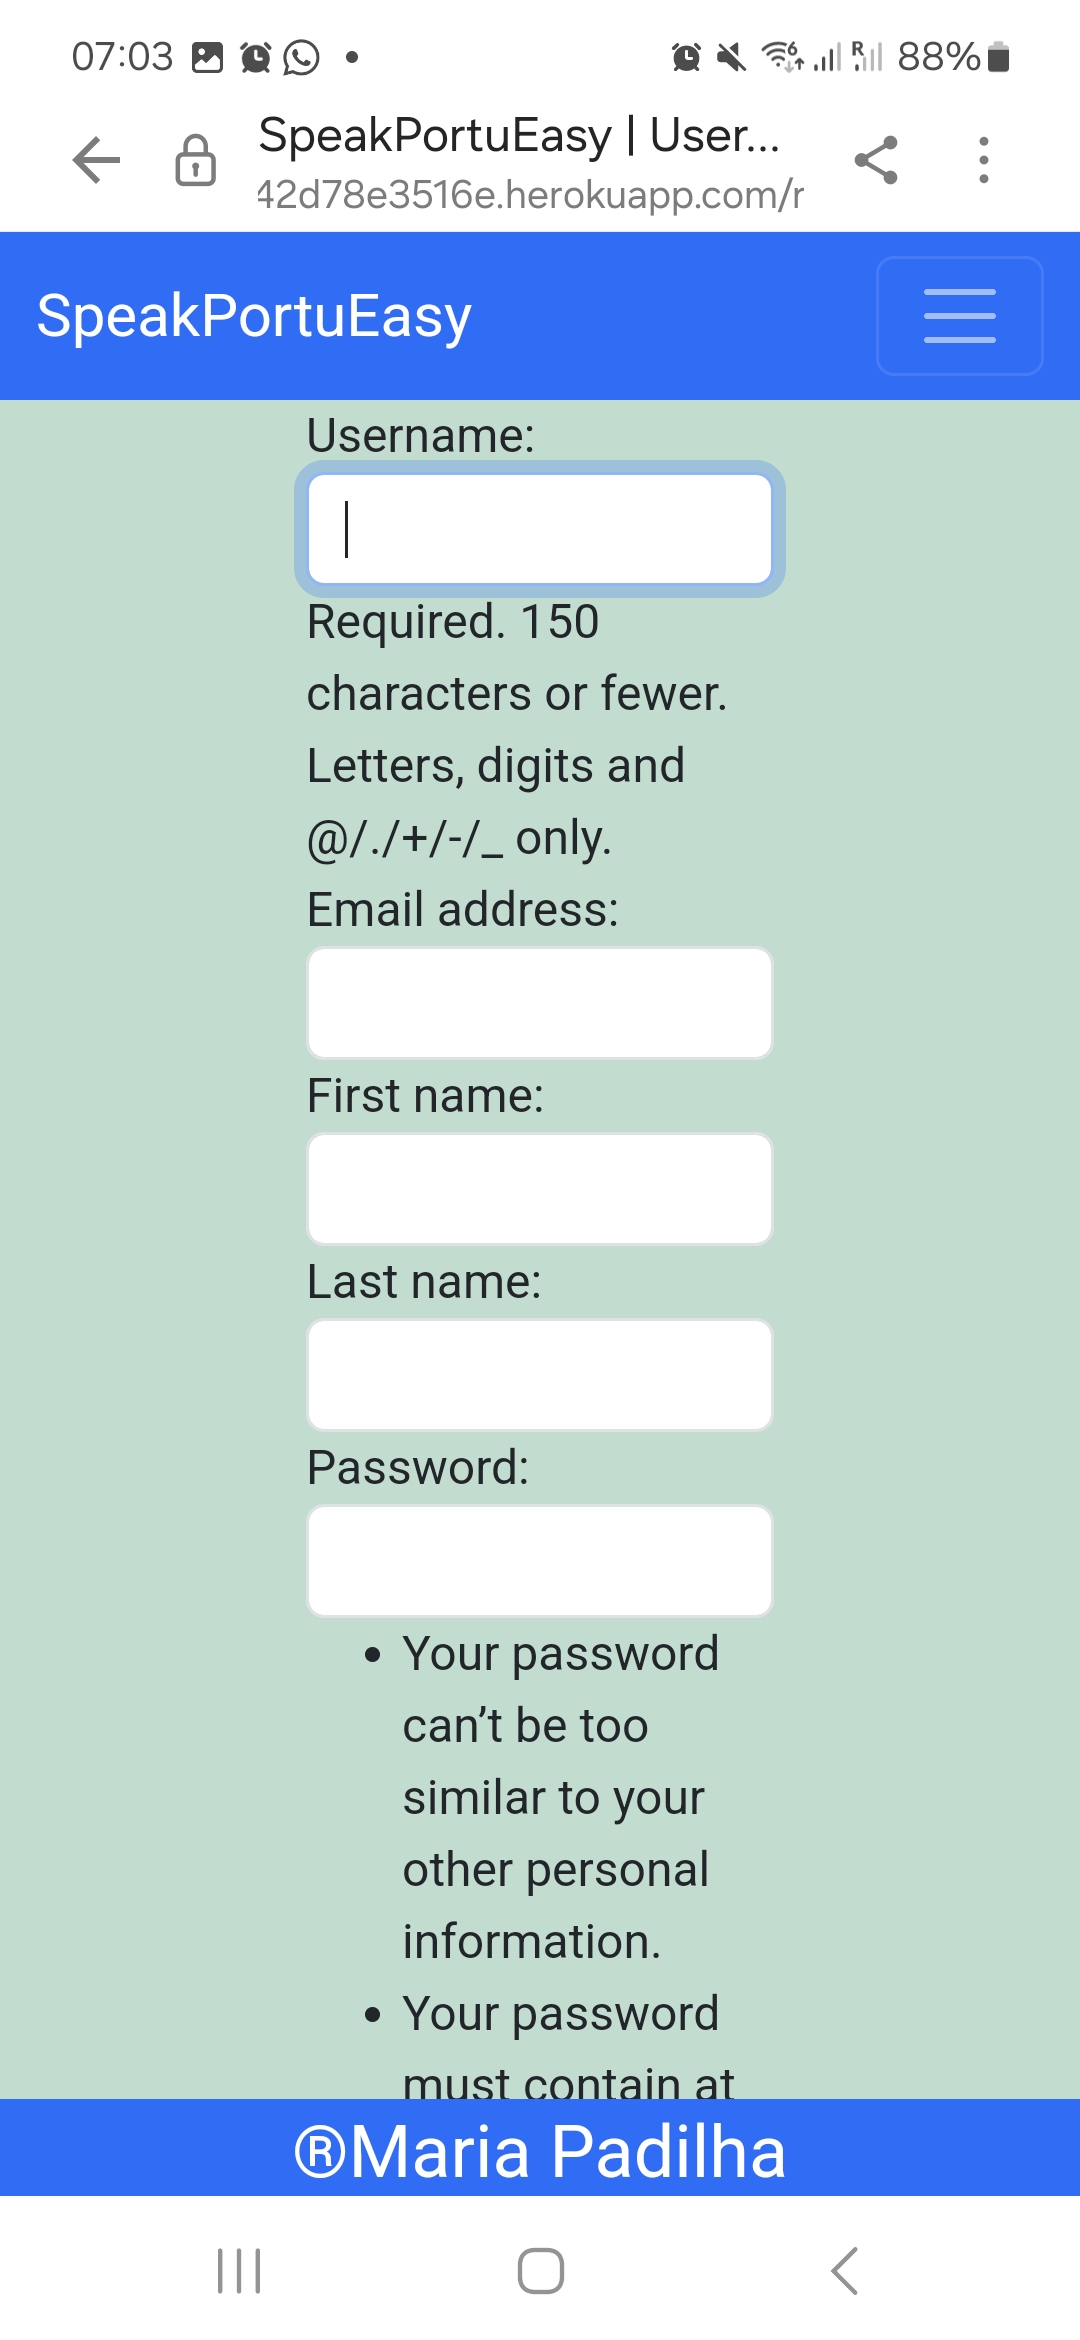 07:03
88%
SpeakPortuEasy | User...
42d78e3516e.herokuapp.com/r
SpeakPortuEasy
Username:
Required. 150
characters or fewer.
Letters, digits and
@/./+/-/_ only.
Email address:
First name:
Last name:
Password:
• Your password
can’t be too
similar to your
other personal
information.
• Your password
must contain at
®Maria Padilha